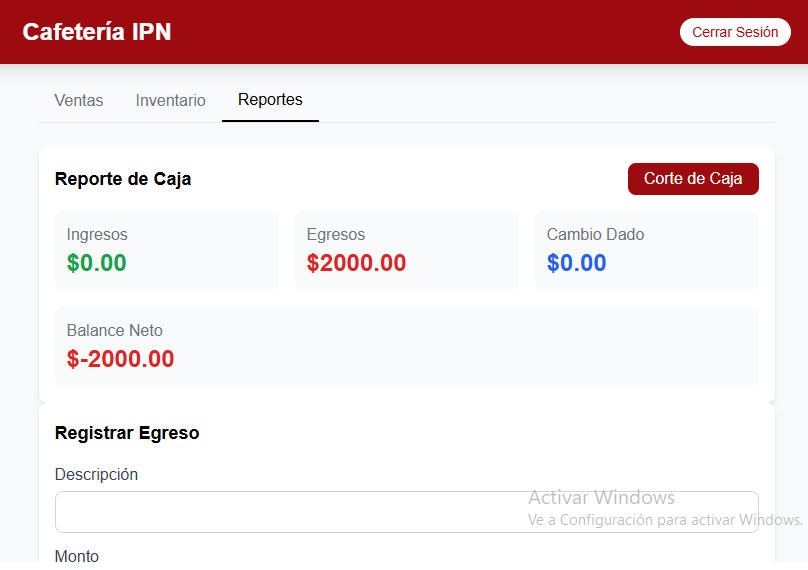 Cafetería IPN
Cerrar Sesión
Ventas Inventario Reportes
Reporte de Caja
Corte de Caja
Ingresos
$0.00
Egresos
$2000.00
Cambio Dado
$0.00
Balance Neto
$-2000.00
Registrar Egreso
Descripción
Activar Windows
Ve a Configuración para activar Windows.
Monto